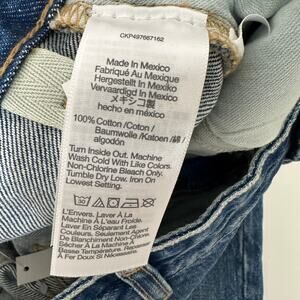 CKP497667162
Made In Mexico
Fabriqué Au Mexique
Hergestellt In Mexiko
Vervaardigd In Mexico
メキシコ製
hecho en méxico
100% Cotton /Coton /
Baumwolle /Katoen /綿 /
algodón
Turn Inside Out. Machine
Wash Cold With Like Colors.
Non-Chlorine Bleach Only.
Tumble Dry Low. Iron On
Lowest Setting.
30
L'Envers. Laver À La
Machine À L'eau Froide.
Laver En Séparant Les
Couleurs. Seul Agent
De Blanchiment Non-Chloré.
Sécher À La Machine À
Basse Température. Repasser
À Fer Doux Si Nécessaire.